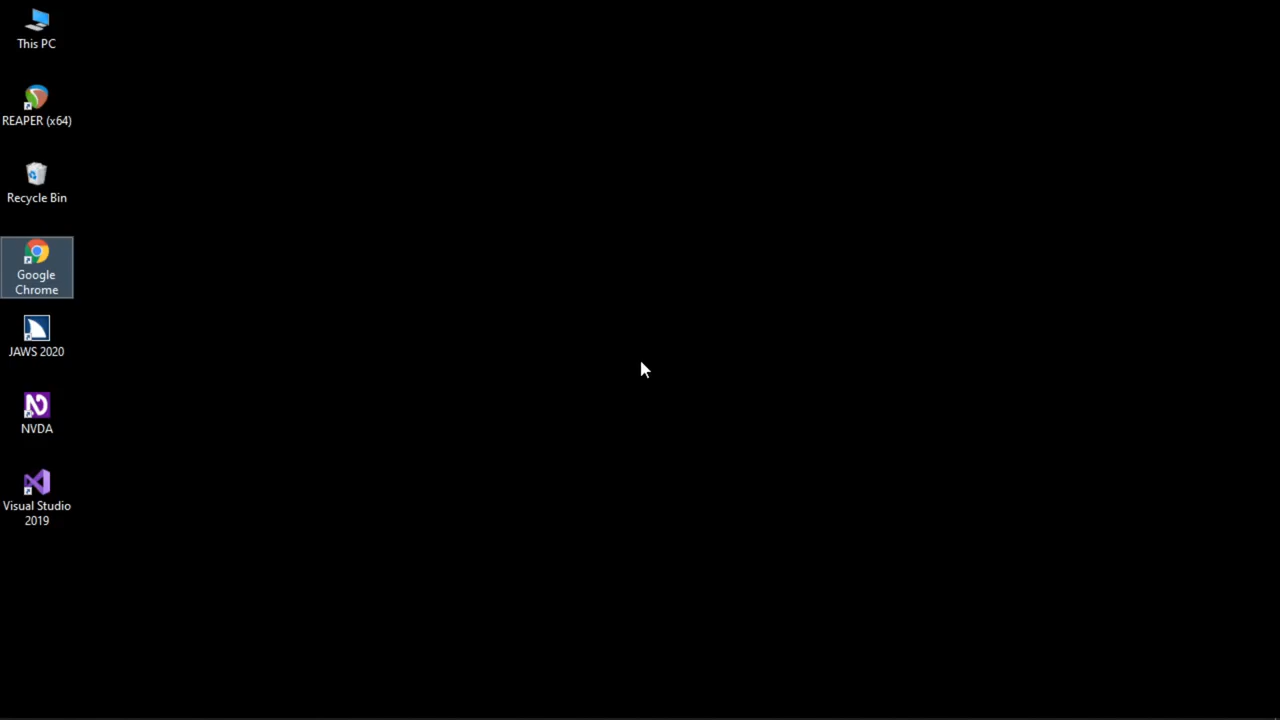 This PC
REAPER (x64)
Recycle Bin
Google
Chrome
JAWS 2020
NVDA
Visual Studio
2019